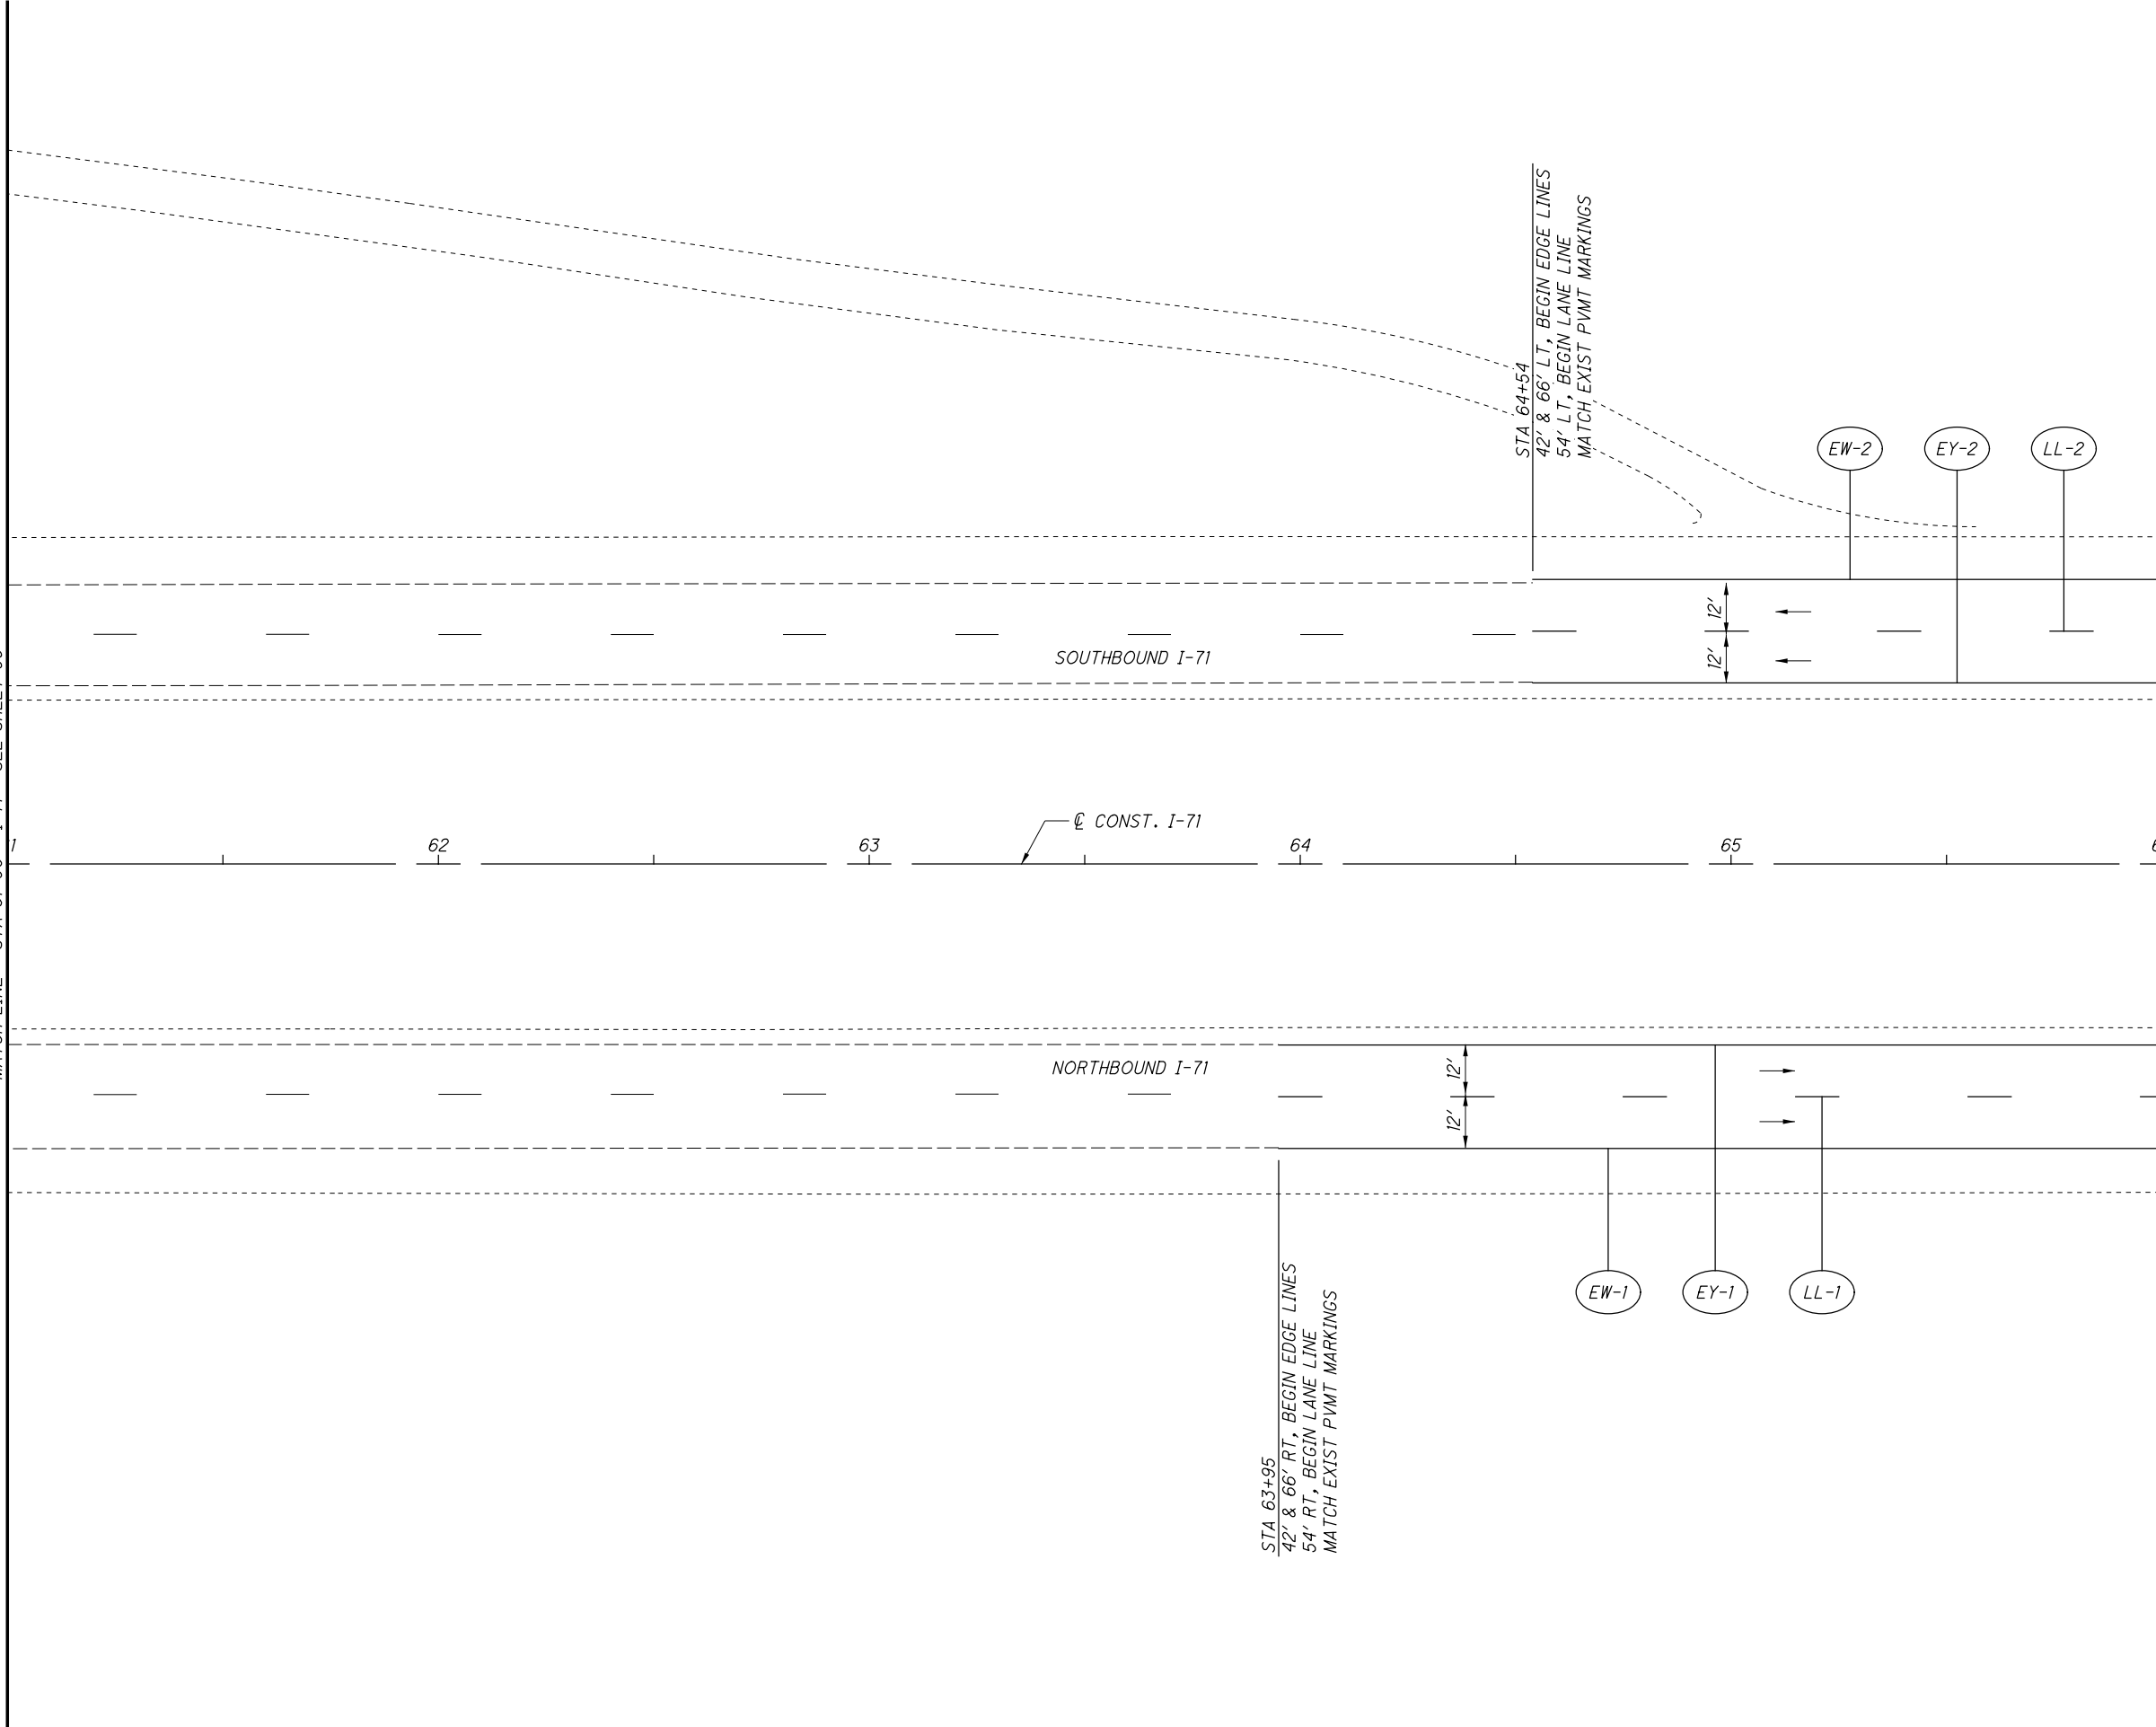 STA 64+54
42' & 66' LT, BEGIN EDGE LINES
54' LT, BEGIN LANE LINE
MATCH EXIST PVMT MARKINGS
EW-2
EY-2
LL-2
12'
12'
SOUTHBOUND I-71
℄ CONST. I-71
62
63
64
65
NORTHBOUND I-71
12'
12'
EW-1
EY-1
LL-1
STA 63+95
42' & 66' RT, BEGIN EDGE LINES
54' RT, BEGIN LANE LINE
MATCH EXIST PVMT MARKINGS